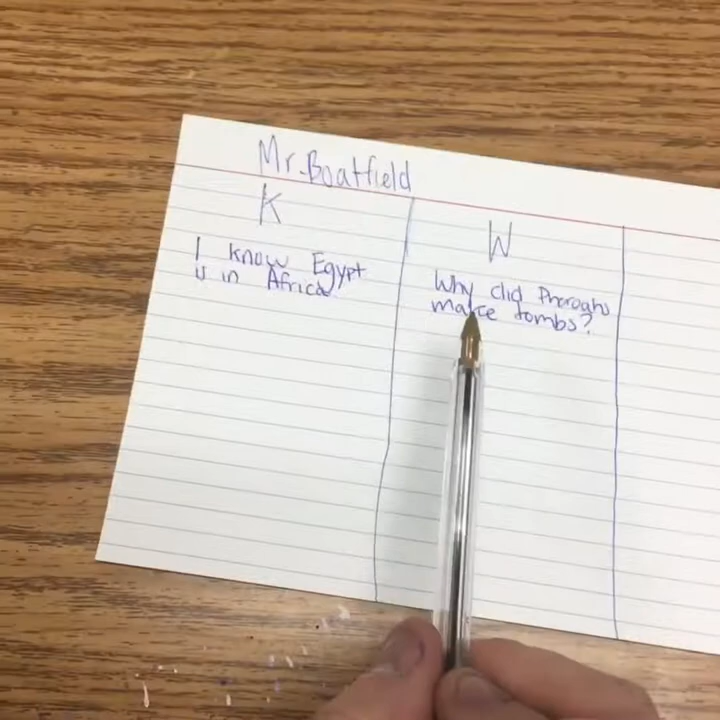 Mr. Boatfield
K
I know Egypt
is in Africa
W
Why did Pharoahs
make tombs?